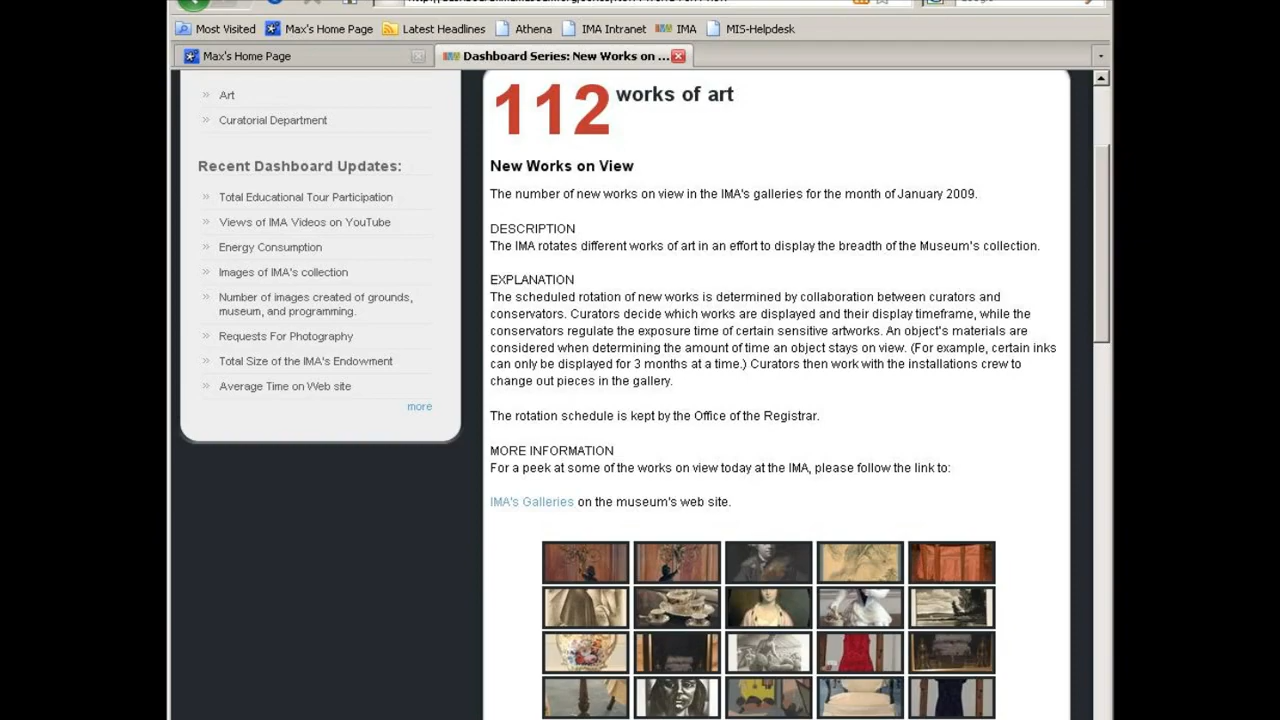 Most Visited Max's Home Page Latest Headlines Athena IMA Intranet IMA MIS-Helpdesk
Max's Home Page Dashboard Series: New Works on ...
Art
Curatorial Department
Recent Dashboard Updates:
Total Educational Tour Participation
Views of IMA Videos on YouTube
Energy Consumption
Images of IMA's collection
Number of images created of grounds,
museum, and programming.
Requests For Photography
Total Size of the IMA's Endowment
Average Time on Web site
more
112 works of art
New Works on View
The number of new works on view in the IMA's galleries for the month of January 2009.
DESCRIPTION
The IMA rotates different works of art in an effort to display the breadth of the Museum's collection.
EXPLANATION
The scheduled rotation of new works is determined by collaboration between curators and
conservators. Curators decide which works are displayed and their display timeframe, while the
conservators regulate the exposure time of certain sensitive artworks. An object's materials are
considered when determining the amount of time an object stays on view. (For example, certain inks
can only be displayed for 3 months at a time.) Curators then work with the installations crew to
change out pieces in the gallery.
The rotation schedule is kept by the Office of the Registrar.
MORE INFORMATION
For a peek at some of the works on view today at the IMA, please follow the link to:
IMA's Galleries on the museum's web site.